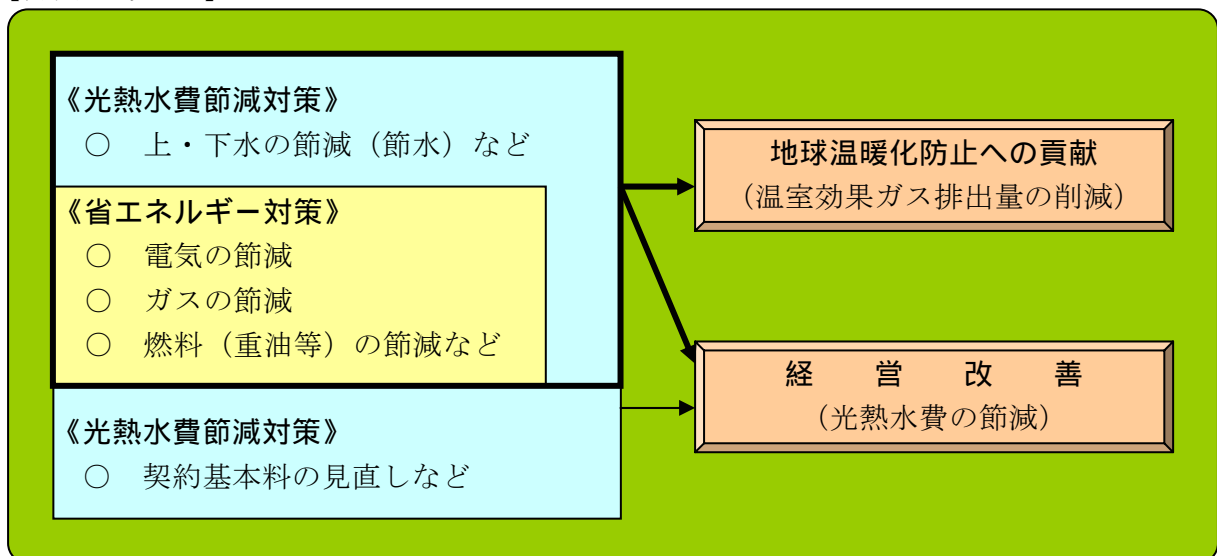 《光熱水費節減対策》
○ 上・下水の節減（節水）など
《省エネルギー対策》
○ 電気の節減
○ ガスの節減
○ 燃料（重油等）の節減など
《光熱水費節減対策》
○ 契約基本料の見直しなど
地球温暖化防止への貢献
（温室効果ガス排出量の削減）
経 営 改 善
（光熱水費の節減）